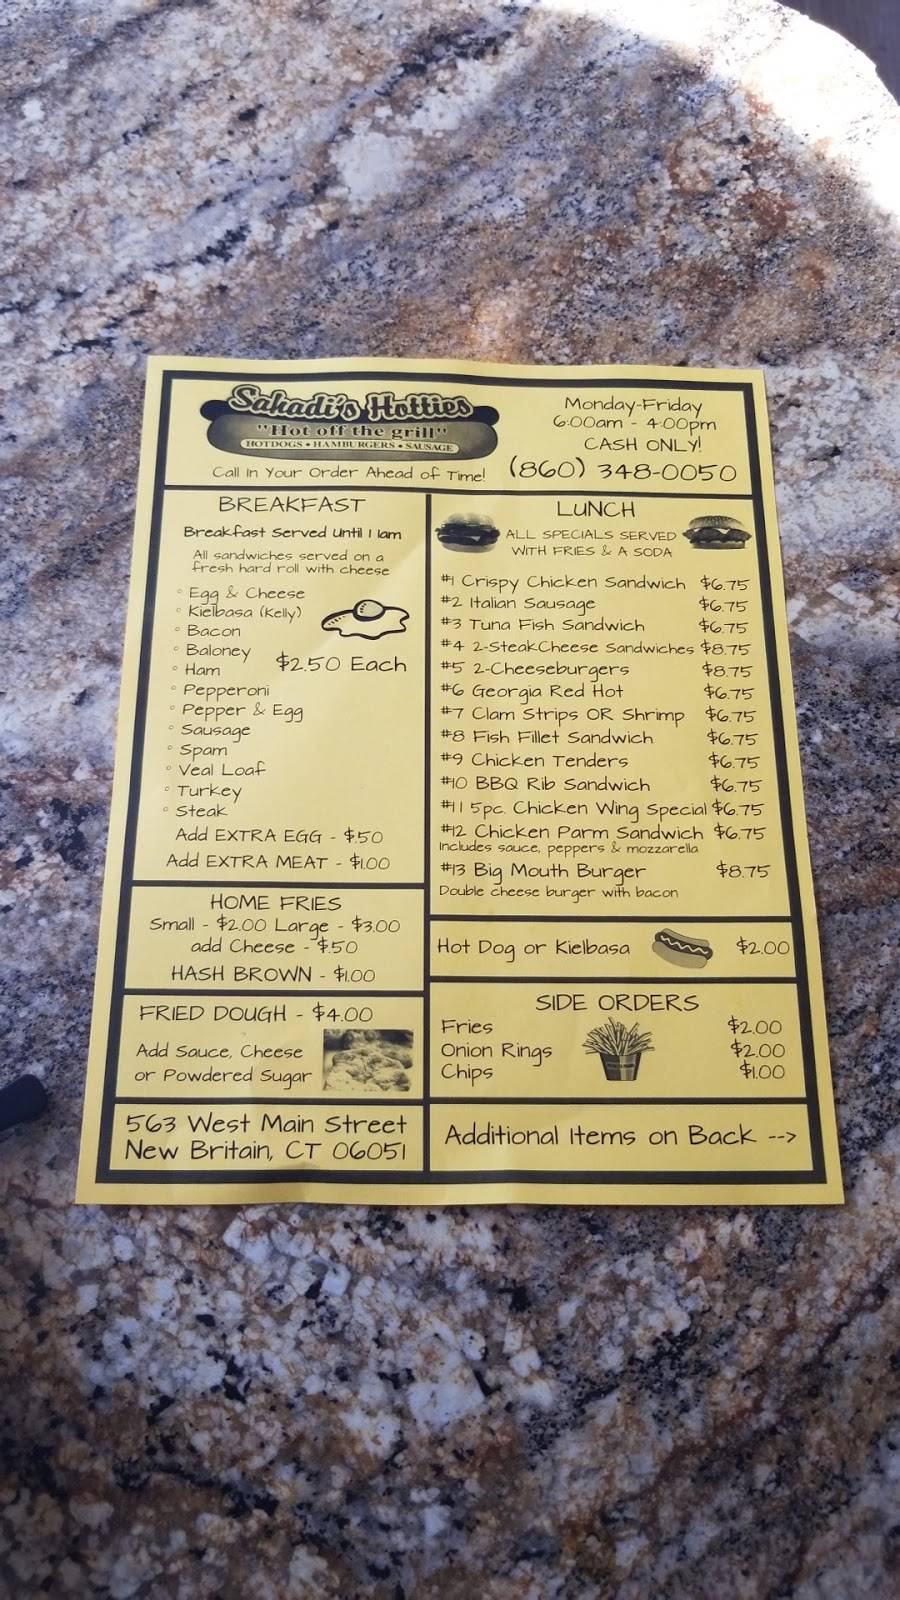 Sahadi's Hotties
"Hot off the grill"
HOTDOGS • HAMBURGERS • SAUSAGE
Call In Your Order Ahead of Time!
Monday-Friday
6:00am - 4:00pm
CASH ONLY!
(860) 348-0050
BREAKFAST
Breakfast Served Until 11am
All sandwiches served on a
fresh hard roll with cheese
◦ Egg & Cheese
◦ Kielbasa (Kelly)
◦ Bacon
◦ Baloney
◦ Ham
$2.50 Each
◦ Pepperoni
◦ Pepper & Egg
◦ Sausage
◦ Spam
◦ Veal Loaf
◦ Turkey
◦ Steak
Add EXTRA EGG - $.50
Add EXTRA MEAT - $1.00
HOME FRIES
Small - $2.00 Large - $3.00
add Cheese - $.50
HASH BROWN - $1.00
FRIED DOUGH - $4.00
Add Sauce, Cheese
or Powdered Sugar
563 West Main Street
New Britain, CT 06051
LUNCH
ALL SPECIALS SERVED
WITH FRIES & A SODA
#1 Crispy Chicken Sandwich $6.75
#2 Italian Sausage $6.75
#3 Tuna Fish Sandwich $6.75
#4 2-SteakCheese Sandwiches $8.75
#5 2-Cheeseburgers $8.75
#6 Georgia Red Hot $6.75
#7 Clam Strips OR Shrimp $6.75
#8 Fish Fillet Sandwich $6.75
#9 Chicken Tenders $6.75
#10 BBQ Rib Sandwich $6.75
#11 5pc. Chicken Wing Special $6.75
#12 Chicken Parm Sandwich $6.75
Includes sauce, peppers & mozzarella
#13 Big Mouth Burger $8.75
Double cheese burger with bacon
Hot Dog or Kielbasa $2.00
SIDE ORDERS
Fries $2.00
Onion Rings $2.00
Chips $1.00
Additional Items on Back -->